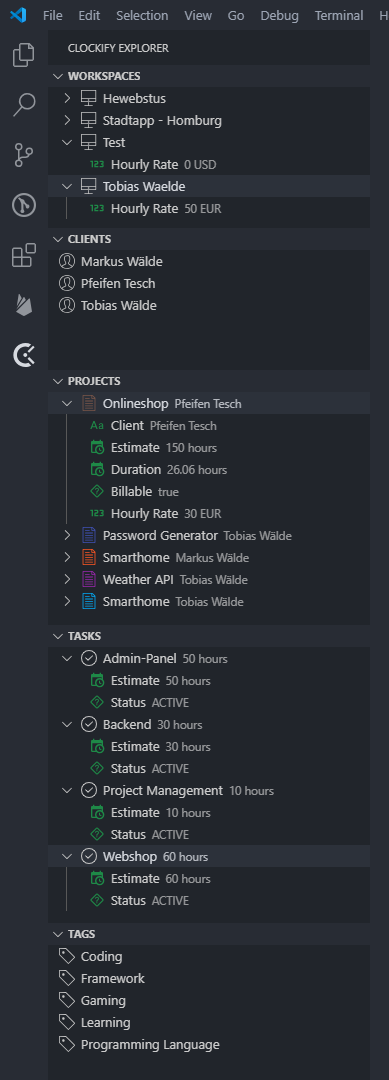 File Edit Selection View Go Debug Terminal H
CLOCKIFY EXPLORER
WORKSPACES
Hewebstus
Stadtapp - Homburg
Test
123 Hourly Rate 0 USD
Tobias Waelde
123 Hourly Rate 50 EUR
CLIENTS
Markus Wälde
Pfeifen Tesch
Tobias Wälde
PROJECTS
Onlineshop Pfeifen Tesch
Aa Client Pfeifen Tesch
Estimate 150 hours
Duration 26.06 hours
Billable true
123 Hourly Rate 30 EUR
Password Generator Tobias Wälde
Smarthome Markus Wälde
Weather API Tobias Wälde
Smarthome Tobias Wälde
TASKS
Admin-Panel 50 hours
Estimate 50 hours
Status ACTIVE
Backend 30 hours
Estimate 30 hours
Status ACTIVE
Project Management 10 hours
Estimate 10 hours
Status ACTIVE
Webshop 60 hours
Estimate 60 hours
Status ACTIVE
TAGS
Coding
Framework
Gaming
Learning
Programming Language